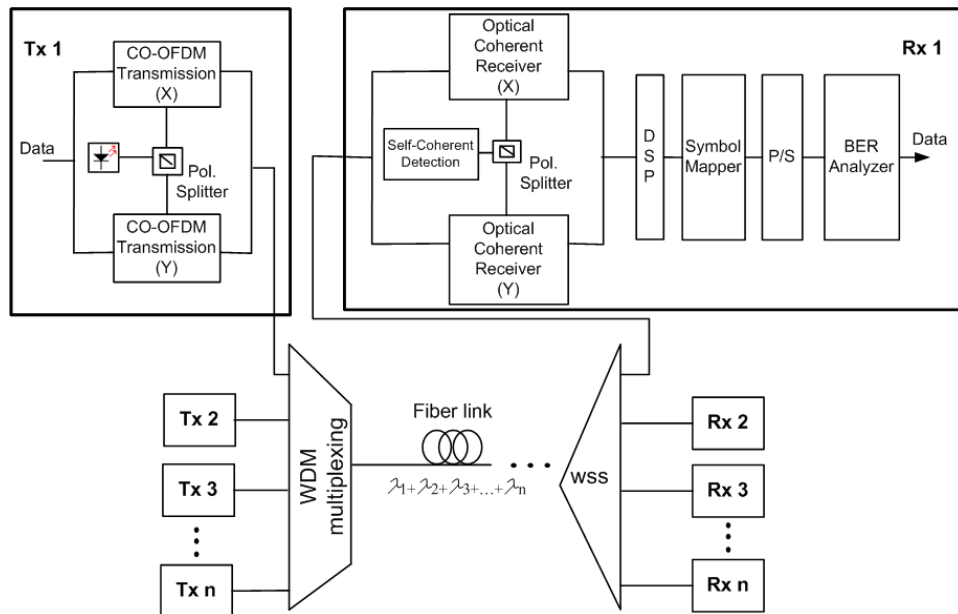 Tx 1
CO-OFDM
Transmission
(X)
Data
Pol.
Splitter
CO-OFDM
Transmission
(Y)
Rx 1
Optical
Coherent
Receiver
(X)
Self-Coherent
Detection
Pol.
Splitter
Optical
Coherent
Receiver
(Y)
D
S
P
Symbol
Mapper
P/S
BER
Analyzer
Data
Tx 2
Tx 3
Tx n
WDM
multiplexing
Fiber link
λ1+λ2+λ3+...+λn
wss
Rx 2
Rx 3
Rx n